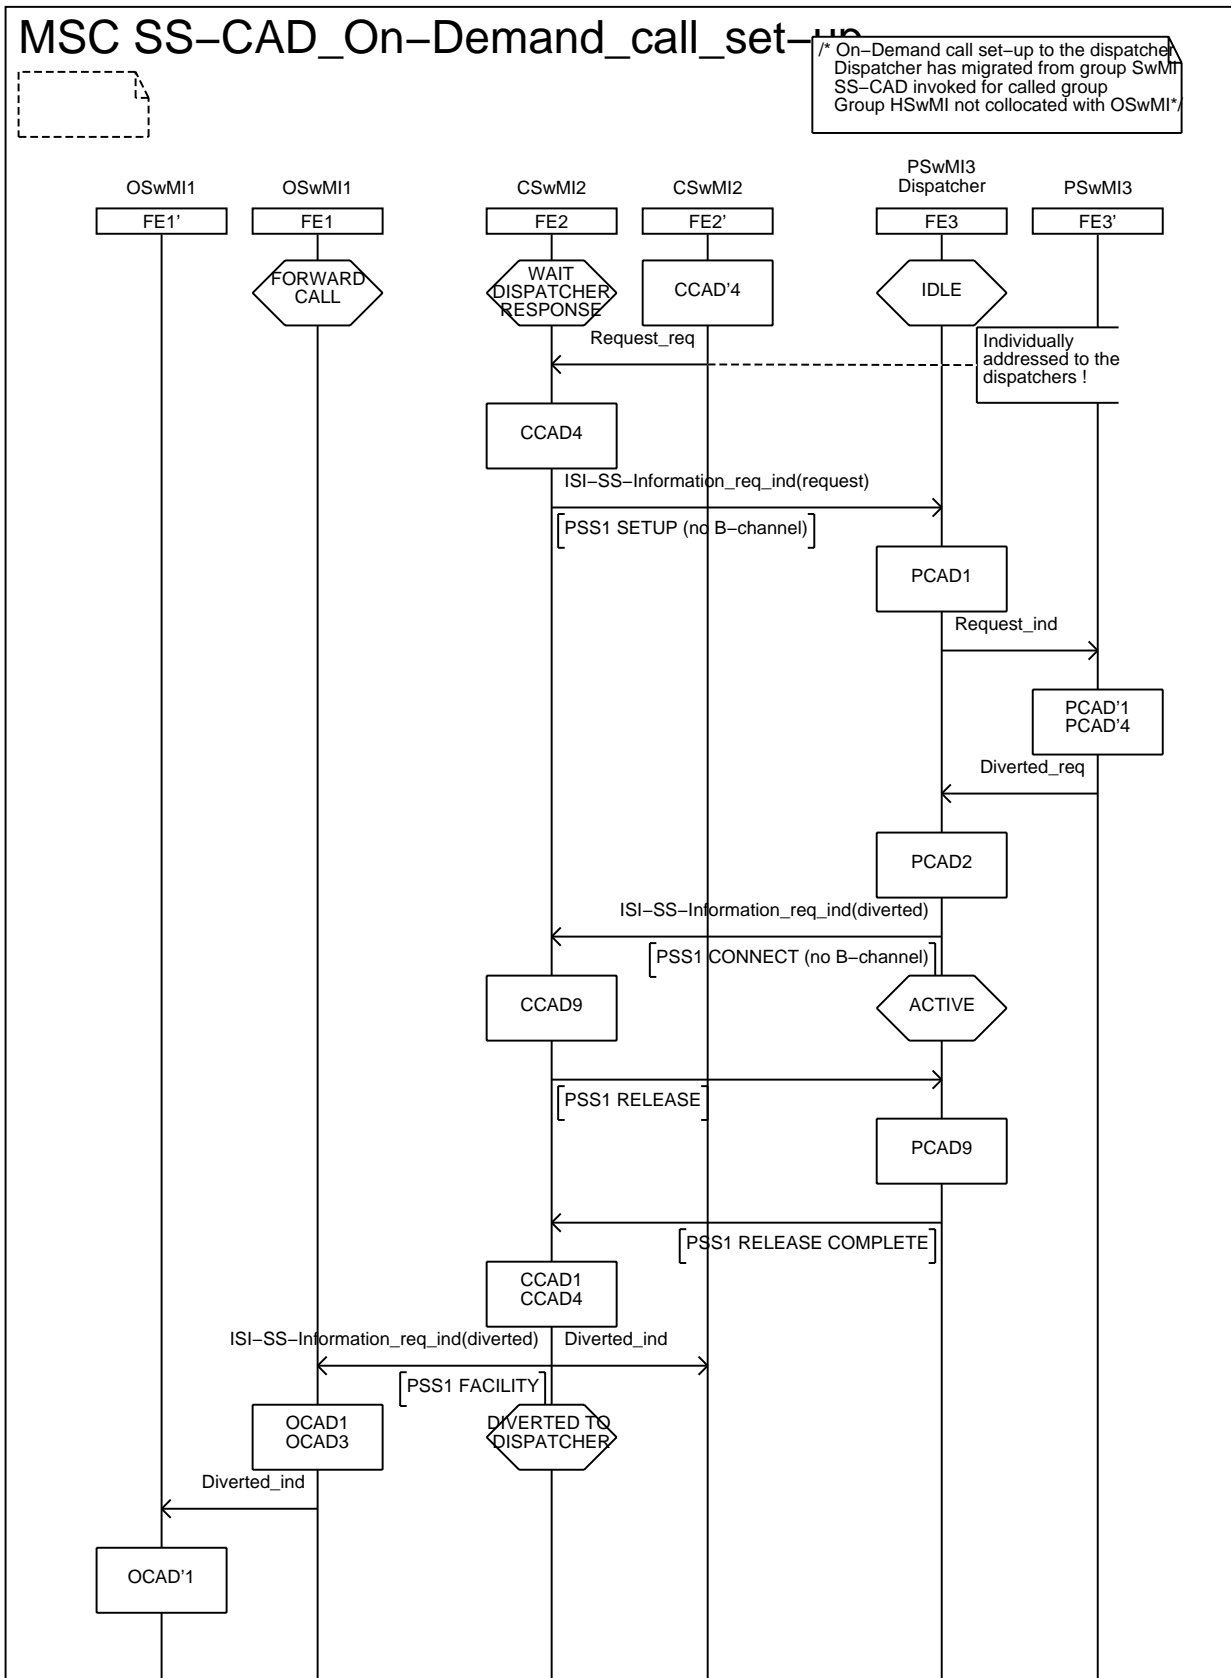 MSC SS−CAD_On−Demand_call_set−up
/* On−Demand call set−up to the dispatcher
Dispatcher has migrated from group SwMI
SS−CAD invoked for called group
Group HSwMI not collocated with OSwMI*/
OSwMI1
OSwMI1
CSwMI2
CSwMI2
PSwMI3
Dispatcher
PSwMI3
FE1'
FE1
FE2
FE2'
FE3
FE3'
FORWARD
CALL
WAIT
DISPATCHER
RESPONSE
CCAD'4
IDLE
Request_req
Individually
addressed to the
dispatchers !
CCAD4
ISI−SS−Information_req_ind(request)
PSS1 SETUP (no B−channel)
PCAD1
Request_ind
PCAD'1
PCAD'4
Diverted_req
PCAD2
ISI−SS−Information_req_ind(diverted)
PSS1 CONNECT (no B−channel)
CCAD9
ACTIVE
PSS1 RELEASE
PCAD9
PSS1 RELEASE COMPLETE
CCAD1
CCAD4
ISI−SS−Information_req_ind(diverted)
Diverted_ind
PSS1 FACILITY
OCAD1
OCAD3
DIVERTED TO
DISPATCHER
Diverted_ind
OCAD'1